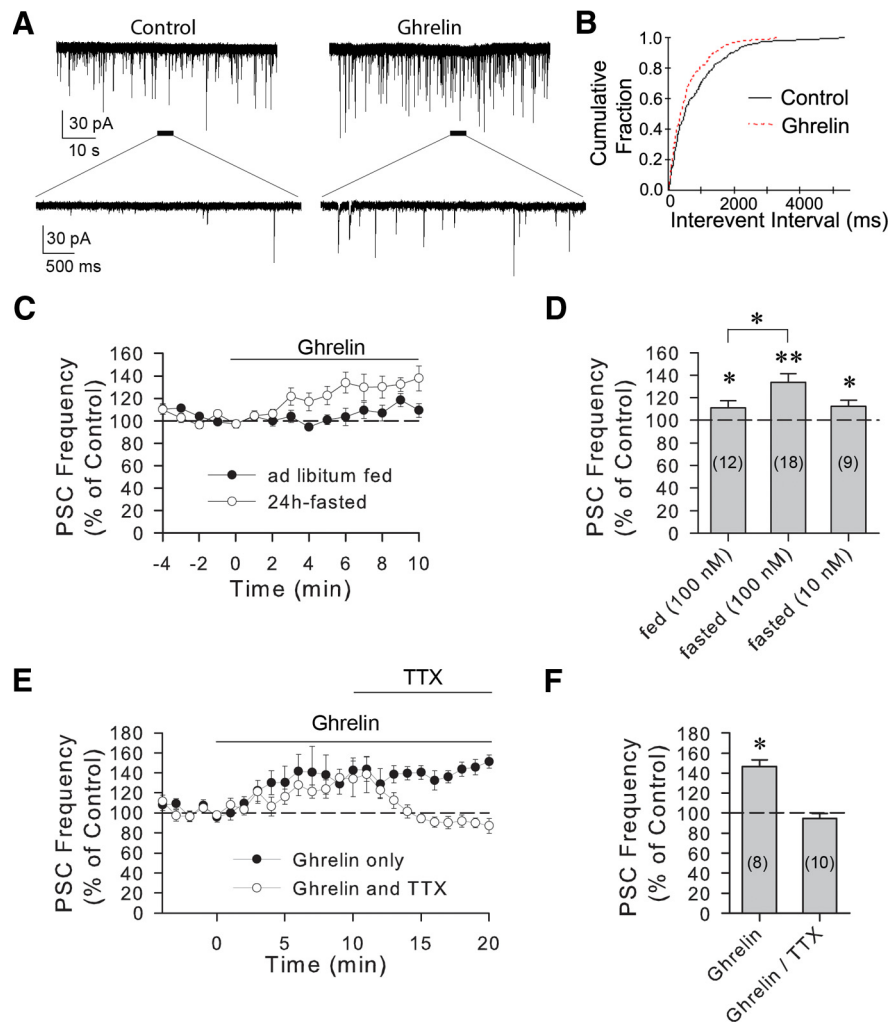 A
Control
Ghrelin
30 pA
10 s
30 pA
500 ms
B
Cumulative
Fraction
1.0
0.8
0.6
0.4
0.2
0.0
Control
Ghrelin
0
2000
4000
Interevent Interval (ms)
C
Ghrelin
PSC Frequency
(% of Control)
160
140
120
100
80
60
40
20
0
ad libitum fed
24h-fasted
-4 -2 0 2 4 6 8 10
Time (min)
D
*
* ** *
PSC Frequency
(% of Control)
160
140
120
100
80
60
40
20
0
(12) (18) (9)
fed (100 nM)
fasted (100 nM)
fasted (10 nM)
E
TTX
Ghrelin
PSC Frequency
(% of Control)
180
160
140
120
100
80
60
40
20
0
Ghrelin only
Ghrelin and TTX
0 5 10 15 20
Time (min)
F
*
PSC Frequency
(% of Control)
180
160
140
120
100
80
60
40
20
0
(8) (10)
Ghrelin
Ghrelin / TTX